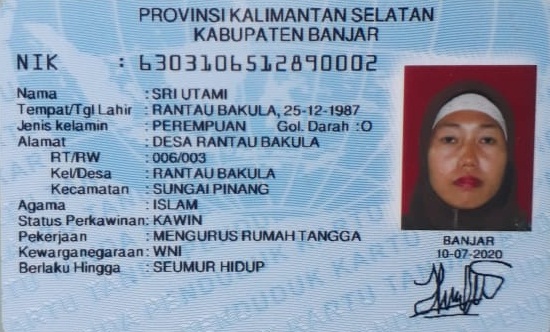 PROVINSI KALIMANTAN SELATAN
KABUPATEN BANJAR
NIK : 6303106512890002
Nama : SRI UTAMI
Tempat/Tgl Lahir : RANTAU BAKULA, 25-12-1987
Jenis kelamin : PEREMPUAN Gol. Darah :O
Alamat : DESA RANTAU BAKULA
RT/RW : 006/003
Kel/Desa : RANTAU BAKULA
Kecamatan : SUNGAI PINANG
Agama : ISLAM
Status Perkawinan: KAWIN
Pekerjaan : MENGURUS RUMAH TANGGA
Kewarganegaraan: WNI
Berlaku Hingga : SEUMUR HIDUP
BANJAR
10-07-2020